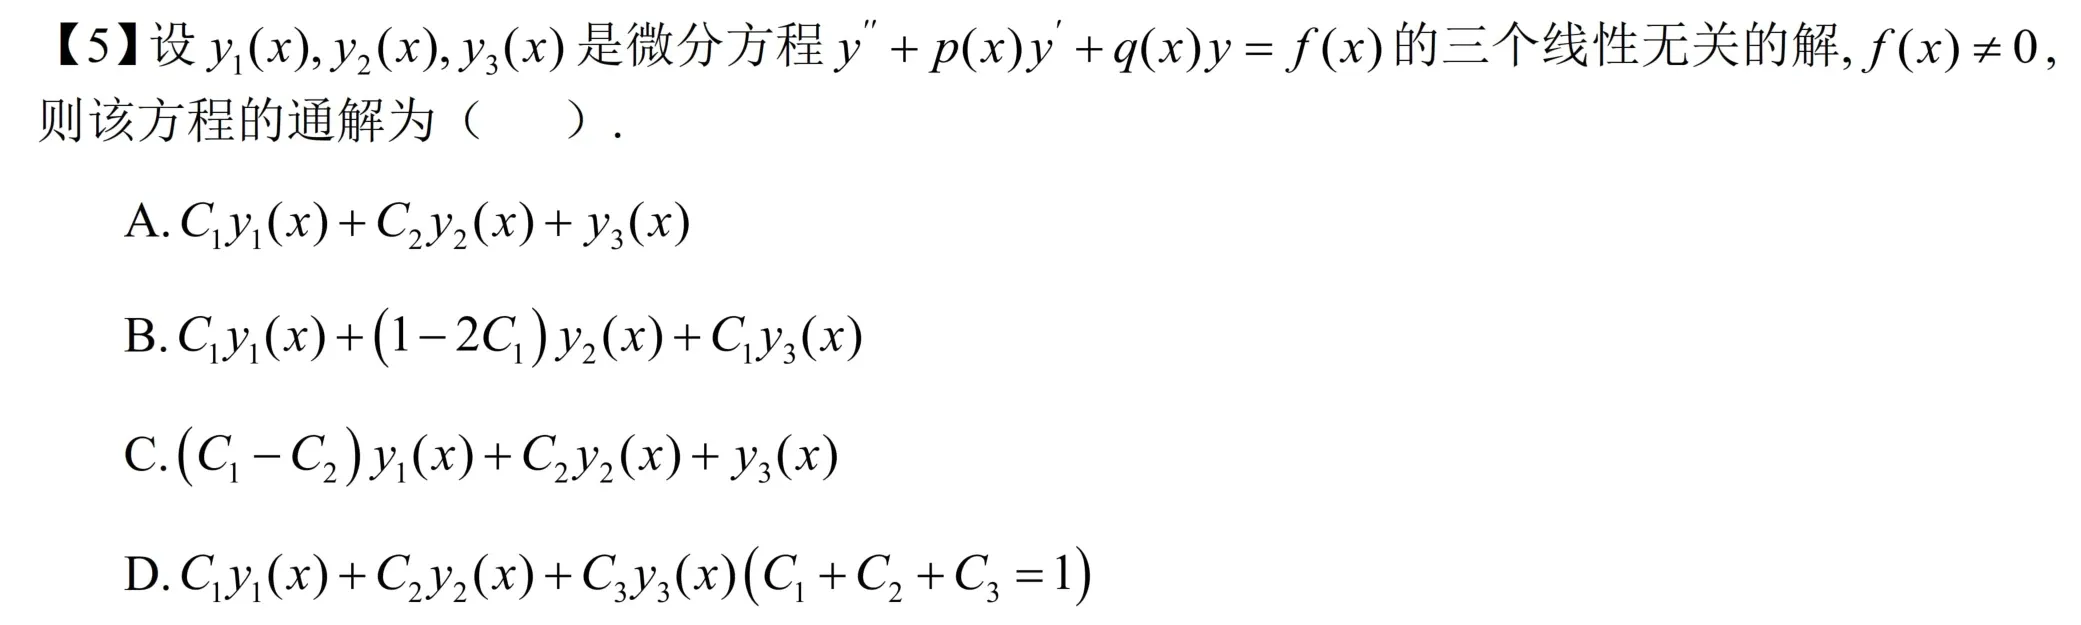 【5】设 y₁(x), y₂(x), y₃(x) 是微分方程 y″ + p(x)y′ + q(x)y = f(x) 的三个线性无关的解, f(x) ≠ 0,
则该方程的通解为（　　）.
A. C₁y₁(x) + C₂y₂(x) + y₃(x)
B. C₁y₁(x) + (1 − 2C₁)y₂(x) + C₁y₃(x)
C. (C₁ − C₂)y₁(x) + C₂y₂(x) + y₃(x)
D. C₁y₁(x) + C₂y₂(x) + C₃y₃(x)(C₁ + C₂ + C₃ = 1)